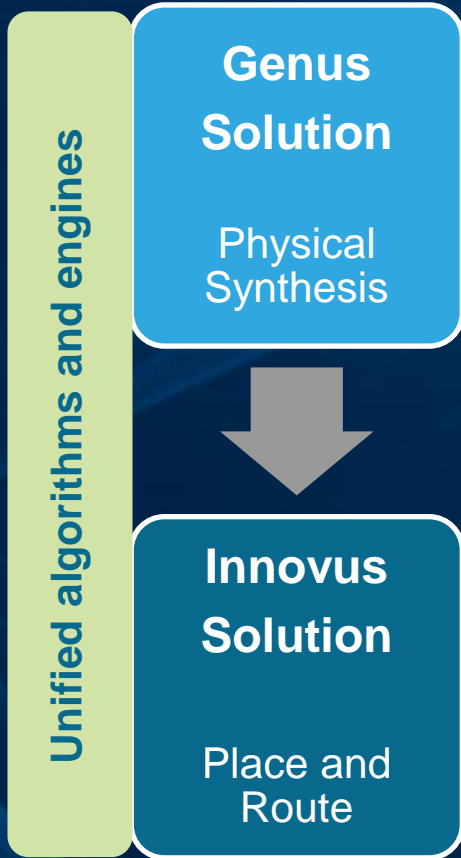 Unified algorithms and engines
Genus
Solution
Physical
Synthesis
Innovus
Solution
Place and
Route